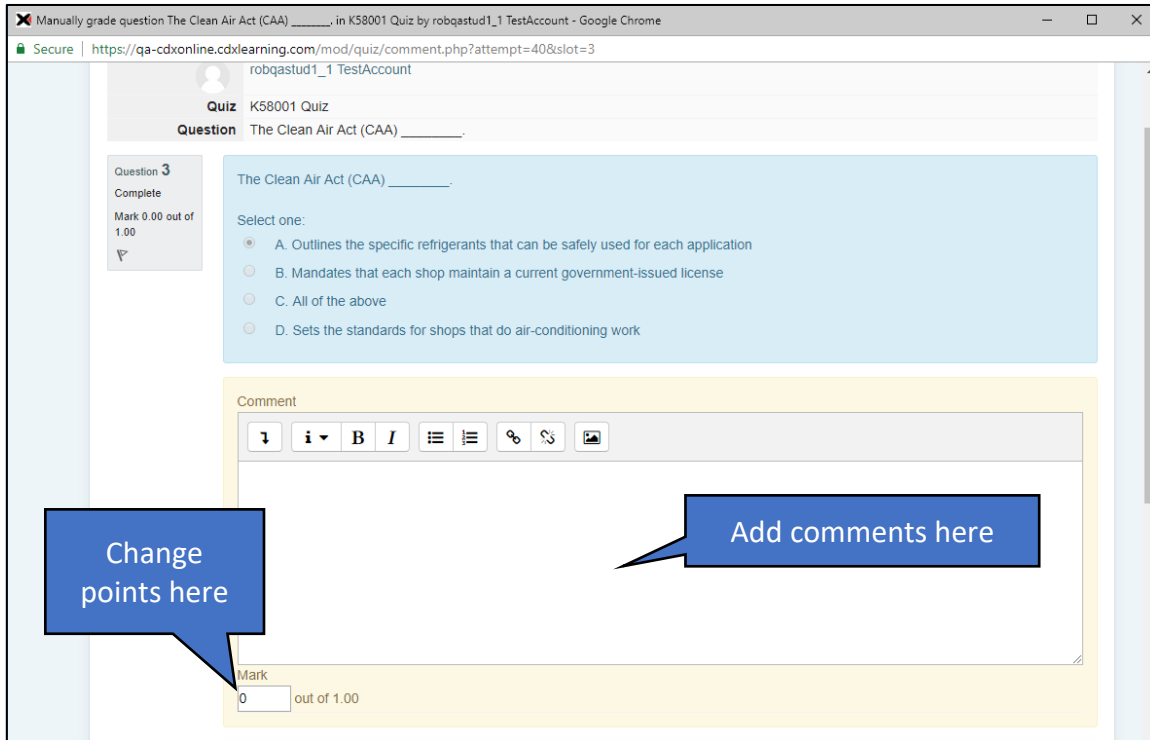 Manually grade question The Clean Air Act (CAA) ________. in K58001 Quiz by robqastud1_1 TestAccount - Google Chrome
Secure | https://qa-cdxonline.cdxlearning.com/mod/quiz/comment.php?attempt=40&slot=3
robqastud1_1 TestAccount
Quiz K58001 Quiz
Question The Clean Air Act (CAA) ________.
Question 3
Complete
Mark 0.00 out of
1.00
The Clean Air Act (CAA) ________.
Select one:
A. Outlines the specific refrigerants that can be safely used for each application
B. Mandates that each shop maintain a current government-issued license
C. All of the above
D. Sets the standards for shops that do air-conditioning work
Comment
Add comments here
Change
points here
Mark
0 out of 1.00